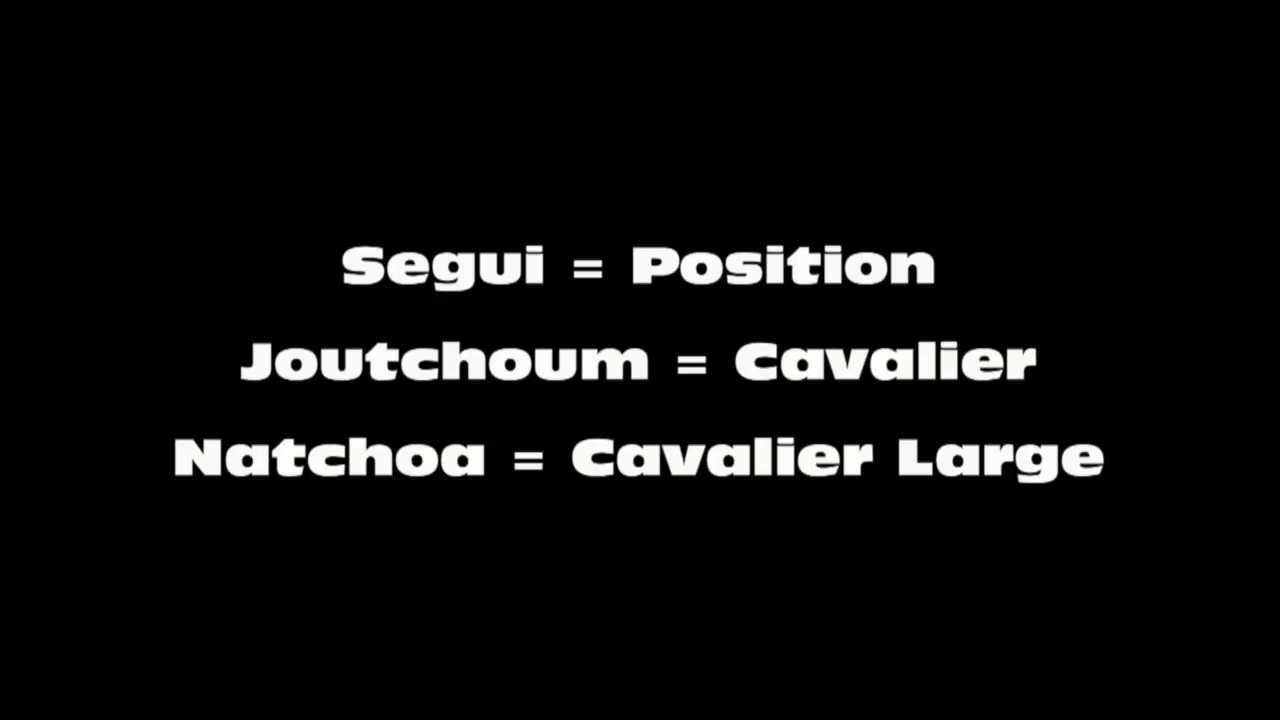 Segui = Position
Joutchoum = Cavalier
Natchoa = Cavalier Large